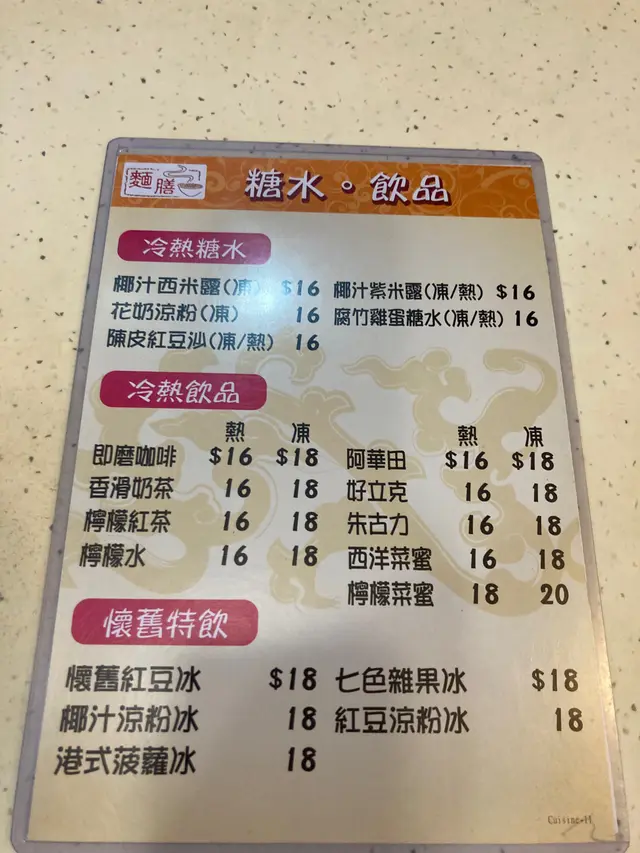 麵膳
糖水。飲品
冷熱糖水
椰汁西米露(凍) $16 椰汁紫米露(凍/熱) $16
花奶涼粉(凍) 16 腐竹雞蛋糖水(凍/熱) 16
陳皮紅豆沙(凍/熱) 16
冷熱飲品
熱 凍 熱 凍
即磨咖啡 $16 $18 阿華田 $16 $18
香滑奶茶 16 18 好立克 16 18
檸檬紅茶 16 18 朱古力 16 18
檸檬水 16 18 西洋菜蜜 16 18
檸檬菜蜜 18 20
懷舊特飲
懷舊紅豆冰 $18 七色雜果冰 $18
椰汁涼粉冰 18 紅豆涼粉冰 18
港式菠蘿冰 18
Cuisine-11